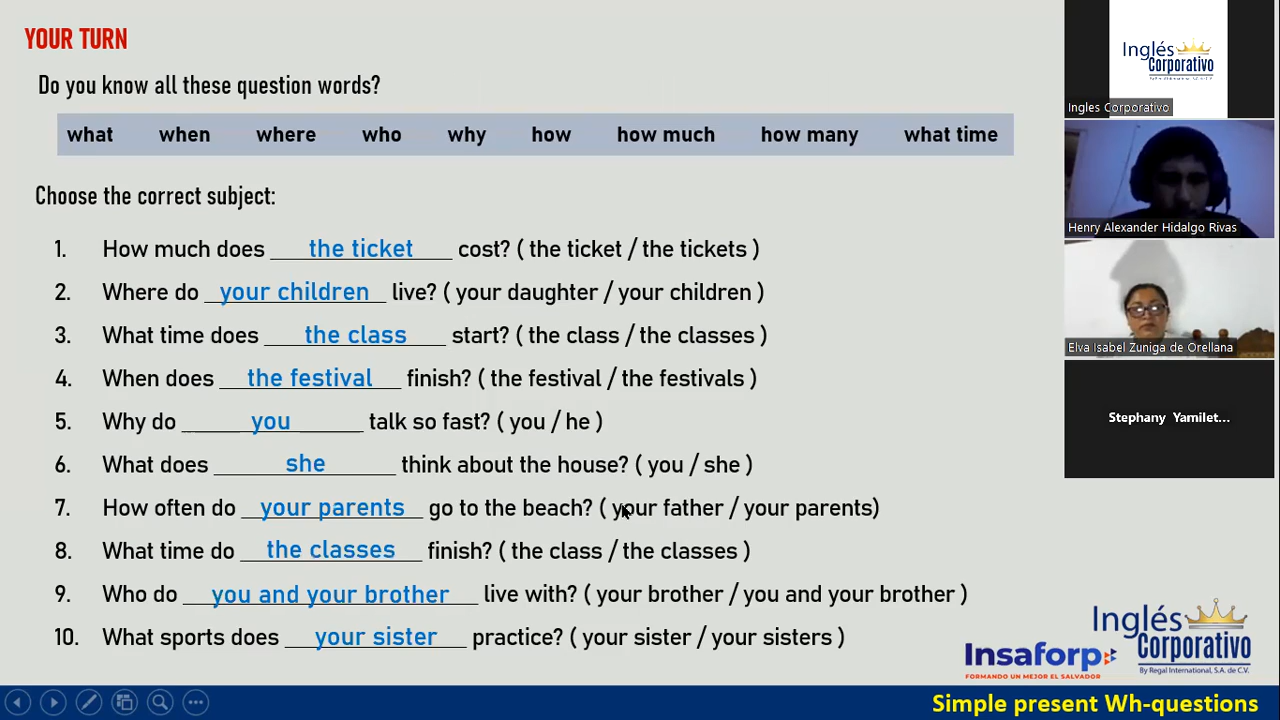 YOUR TURN
Do you know all these question words?
what when where who why how how much how many what time
Choose the correct subject:
1. How much does the ticket cost? ( the ticket / the tickets )
2. Where do your children live? ( your daughter / your children )
3. What time does the class start? ( the class / the classes )
4. When does the festival finish? ( the festival / the festivals )
5. Why do you talk so fast? ( you / he )
6. What does she think about the house? ( you / she )
7. How often do your parents go to the beach? ( your father / your parents)
8. What time do the classes finish? ( the class / the classes )
9. Who do you and your brother live with? ( your brother / you and your brother )
10. What sports does your sister practice? ( your sister / your sisters )
Insaforp
FORMANDO UN MEJOR EL SALVADOR
Inglés
Corporativo
By Regal International, S.A. de C.V.
Simple present Wh-questions
Inglés
Corporativo
Ingles Corporativo
Henry Alexander Hidalgo Rivas
Elva Isabel Zuniga de Orellana
Stephany Yamilet...